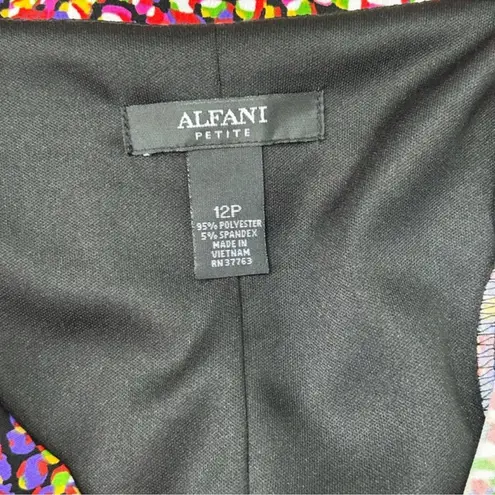 ALFANI
PETITE
12P
95% POLYESTER
5% SPANDEX
MADE IN
VIETNAM
RN37763